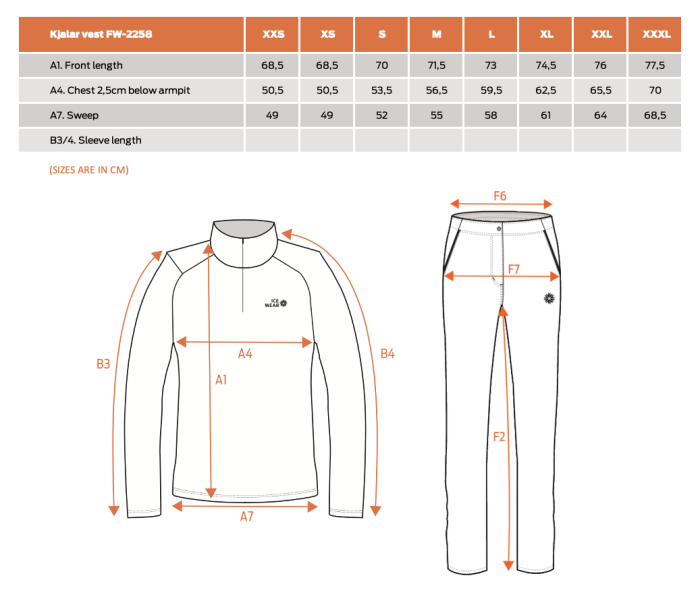 Kjalar vest FW-2258 XXS XS S M L XL XXL XXXL
A1. Front length 68,5 68,5 70 71,5 73 74,5 76 77,5
A4. Chest 2,5cm below armpit 50,5 50,5 53,5 56,5 59,5 62,5 65,5 70
A7. Sweep 49 49 52 55 58 61 64 68,5
B3/4. Sleeve length
(SIZES ARE IN CM)
F6
F7
ICE
WEAR
A4
B4
B3
A1
F2
A7